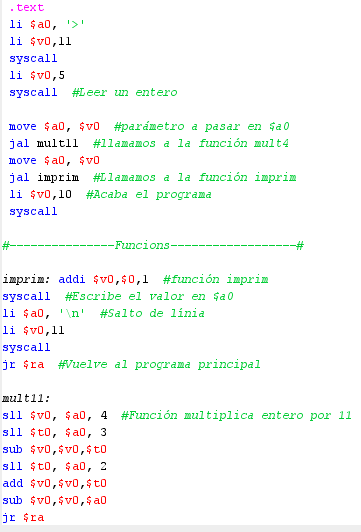 .text
li $a0, '>'
li $v0,11
syscall
li $v0,5
syscall #Leer un entero
move $a0, $v0 #parámetro a pasar en $a0
jal mult11 #llamamos a la función mult4
move $a0, $v0
jal imprim #Llamamos a la función imprim
li $v0,10 #Acaba el programa
syscall
#---------------Funcions------------------#
imprim: addi $v0,$0,1 #función imprim
syscall #Escribe el valor en $a0
li $a0, '\n' #Salto de línia
li $v0,11
syscall
jr $ra #Vuelve al programa principal
mult11:
sll $v0, $a0, 4 #Función multiplica entero por 11
sll $t0, $a0, 3
sub $v0,$v0,$t0
sll $t0, $a0, 2
add $v0,$v0,$t0
sub $v0,$v0,$a0
jr $ra